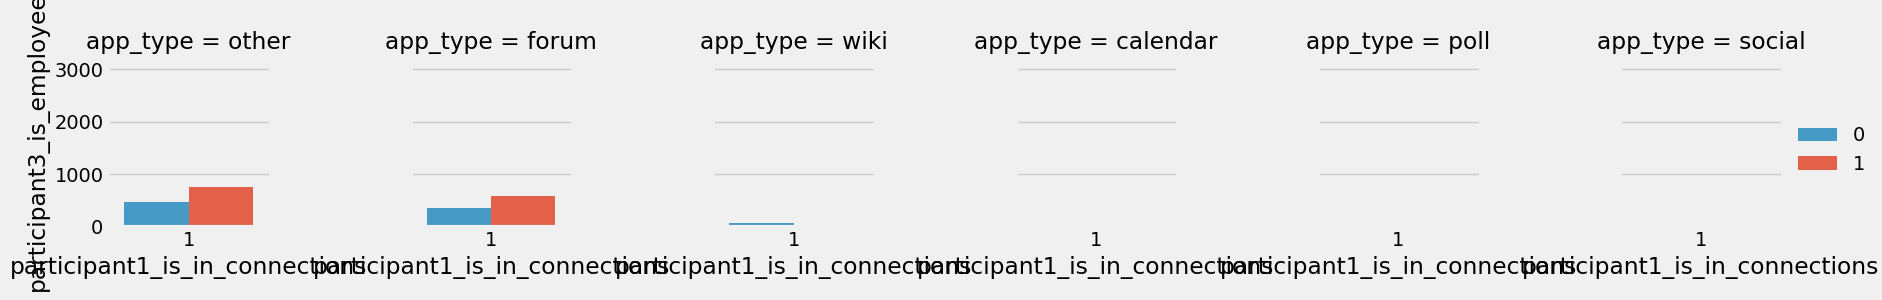 app_type = other
app_type = forum
app_type = wiki
app_type = calendar
app_type = poll
app_type = social
participant3_is_employee
3000
2000
1000
0
1
1
1
1
1
1
participant1_is_in_connections
participant1_is_in_connections
participant1_is_in_connections
participant1_is_in_connections
participant1_is_in_connections
participant1_is_in_connections
0
1